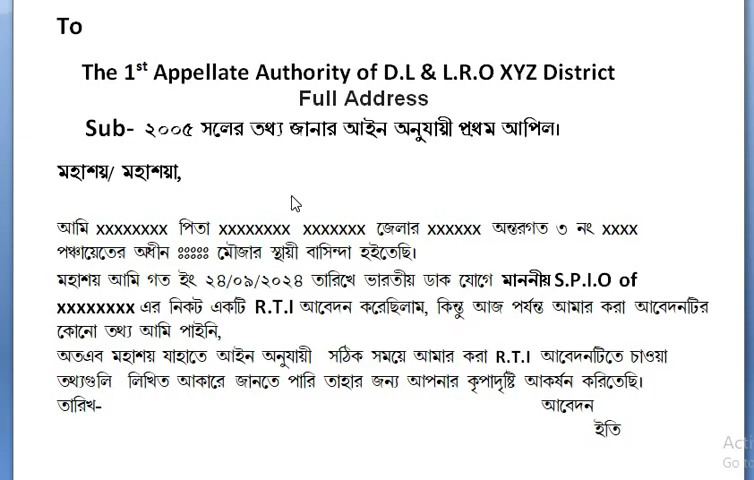 To
The 1st Appellate Authority of D.L & L.R.O XYZ District
Full Address
Sub- ২০০৫ সলের তথ্য জানার আইন অনুযায়ী প্রথম আপিল।
মহাশয়/ মহাশয়া,
আমি xxxxxxxx পিতা xxxxxxxx xxxxxxx জেলার xxxxxx অন্তরগত ৩ নং xxxx
পঞ্চায়েতের অধীন ঃঃঃঃঃ মৌজার স্থায়ী বাসিন্দা হইতেছি।
মহাশয় আমি গত ইং ২৪/০৯/২০২৪ তারিখে ভারতীয় ডাক যোগে মাননীয় S.P.I.O of
xxxxxxxx এর নিকট একটি R.T.I আবেদন করেছিলাম, কিন্তু আজ পর্যন্ত আমার করা আবেদনটির
কোনো তথ্য আমি পাইনি,
অতএব মহাশয় যাহাতে আইন অনুযায়ী সঠিক সময়ে আমার করা R.T.I আবেদনটিতে চাওয়া
তথ্যগুলি লিখিত আকারে জানতে পারি তাহার জন্য আপনার কৃপাদৃষ্টি আকর্ষন করিতেছি।
তারিখ- আবেদন
ইতি
Acti
Go to